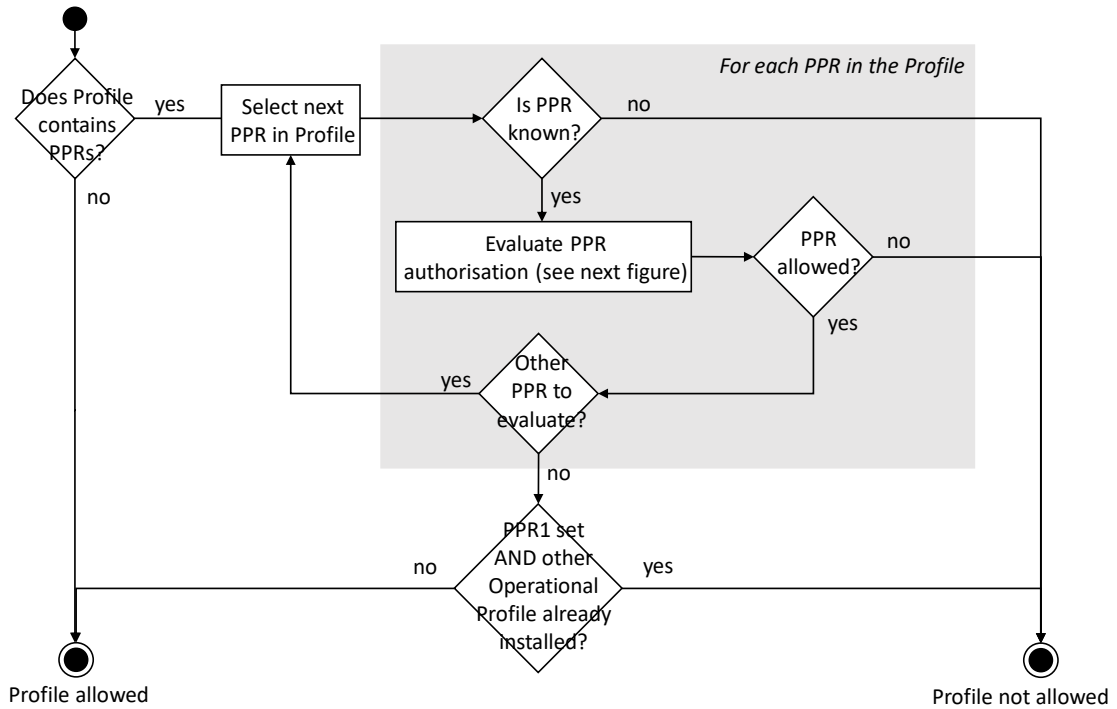 For each PPR in the Profile
Does Profile
contains
PPRs?
yes
no
Select next
PPR in Profile
Is PPR
known?
no
yes
Evaluate PPR
authorisation (see next figure)
PPR
allowed?
no
yes
Other
PPR to
evaluate?
yes
no
PPR1 set
AND other
Operational
Profile already
installed?
no
yes
Profile allowed
Profile not allowed